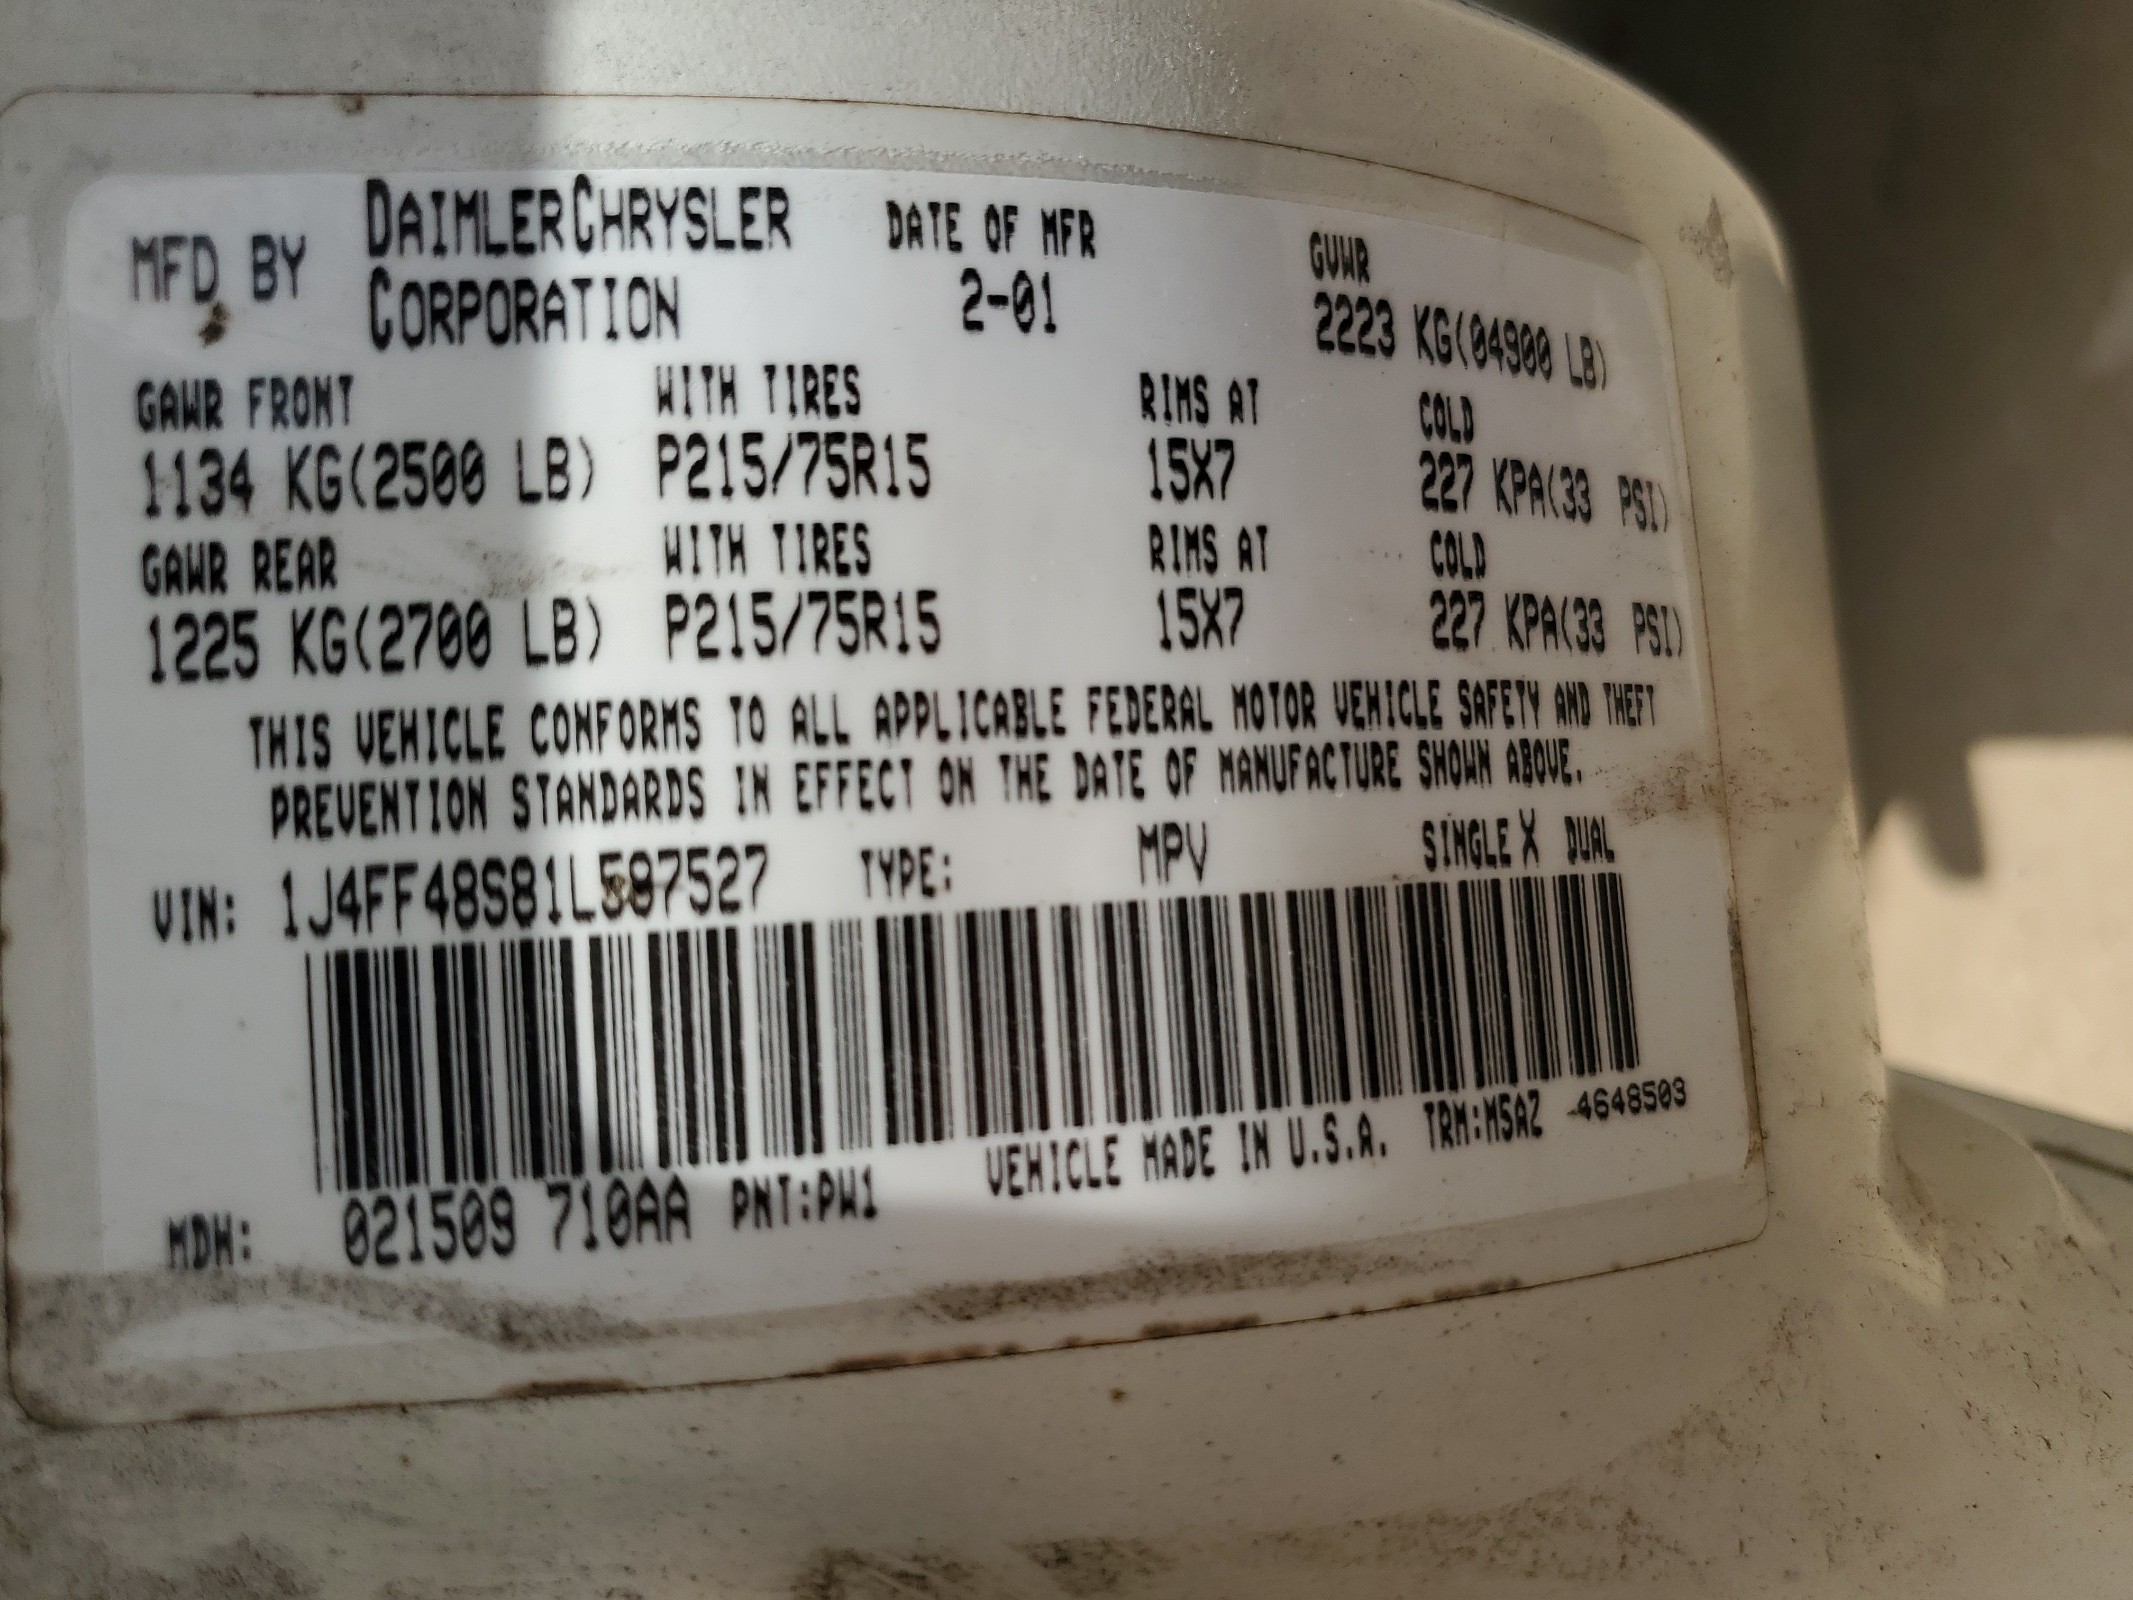 MFD BY DAIMLERCHRYSLER CORPORATION DATE OF MFR 2-01 GVWR 2223 KG(04900 LB)
GAWR FRONT WITH TIRES RIMS AT COLD
1134 KG(2500 LB) P215/75R15 15X7 227 KPA(33 PSI)
GAWR REAR WITH TIRES RIMS AT COLD
1225 KG(2700 LB) P215/75R15 15X7 227 KPA(33 PSI)
THIS VEHICLE CONFORMS TO ALL APPLICABLE FEDERAL MOTOR VEHICLE SAFETY AND THEFT
PREVENTION STANDARDS IN EFFECT ON THE DATE OF MANUFACTURE SHOWN ABOVE.
VIN: 1J4FF48S81L597527 TYPE: MPV SINGLE X DUAL
MDH: 021509 710AA PNT:PW1 VEHICLE MADE IN U.S.A. TRM:M5AZ -4648503